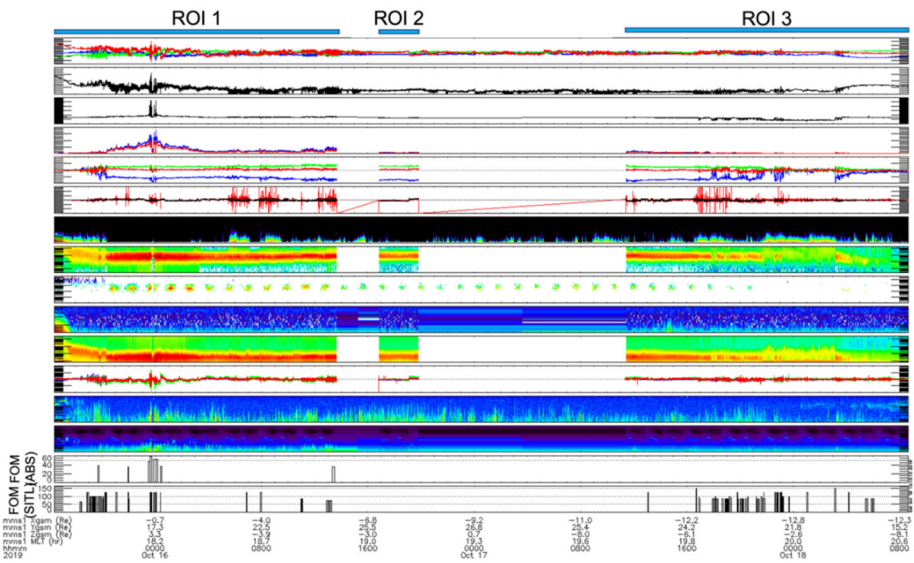 ROI 1 ROI 2 ROI 3
FOM FOM
(SITL)(ABS)
60
40
20
0
150
100
50
0
mms1 Xgsm (Re) -0.7 -4.0 -6.8 -9.2 -11.0 -12.2 -12.8 -12.3
mms1 Ygsm (Re) 17.3 22.5 25.5 26.8 25.4 24.2 21.8 15.2
mms1 Zgsm (Re) 3.3 -3.9 -3.0 0.7 -8.0 -6.1 -2.6 -8.1
mms1 MLT (hr) 18.2 18.7 19.0 19.3 19.6 19.8 20.0 20.6
hhmm 0000 0800 1600 0000 0800 1600 0000 0800
2019 Oct 16 Oct 17 Oct 18